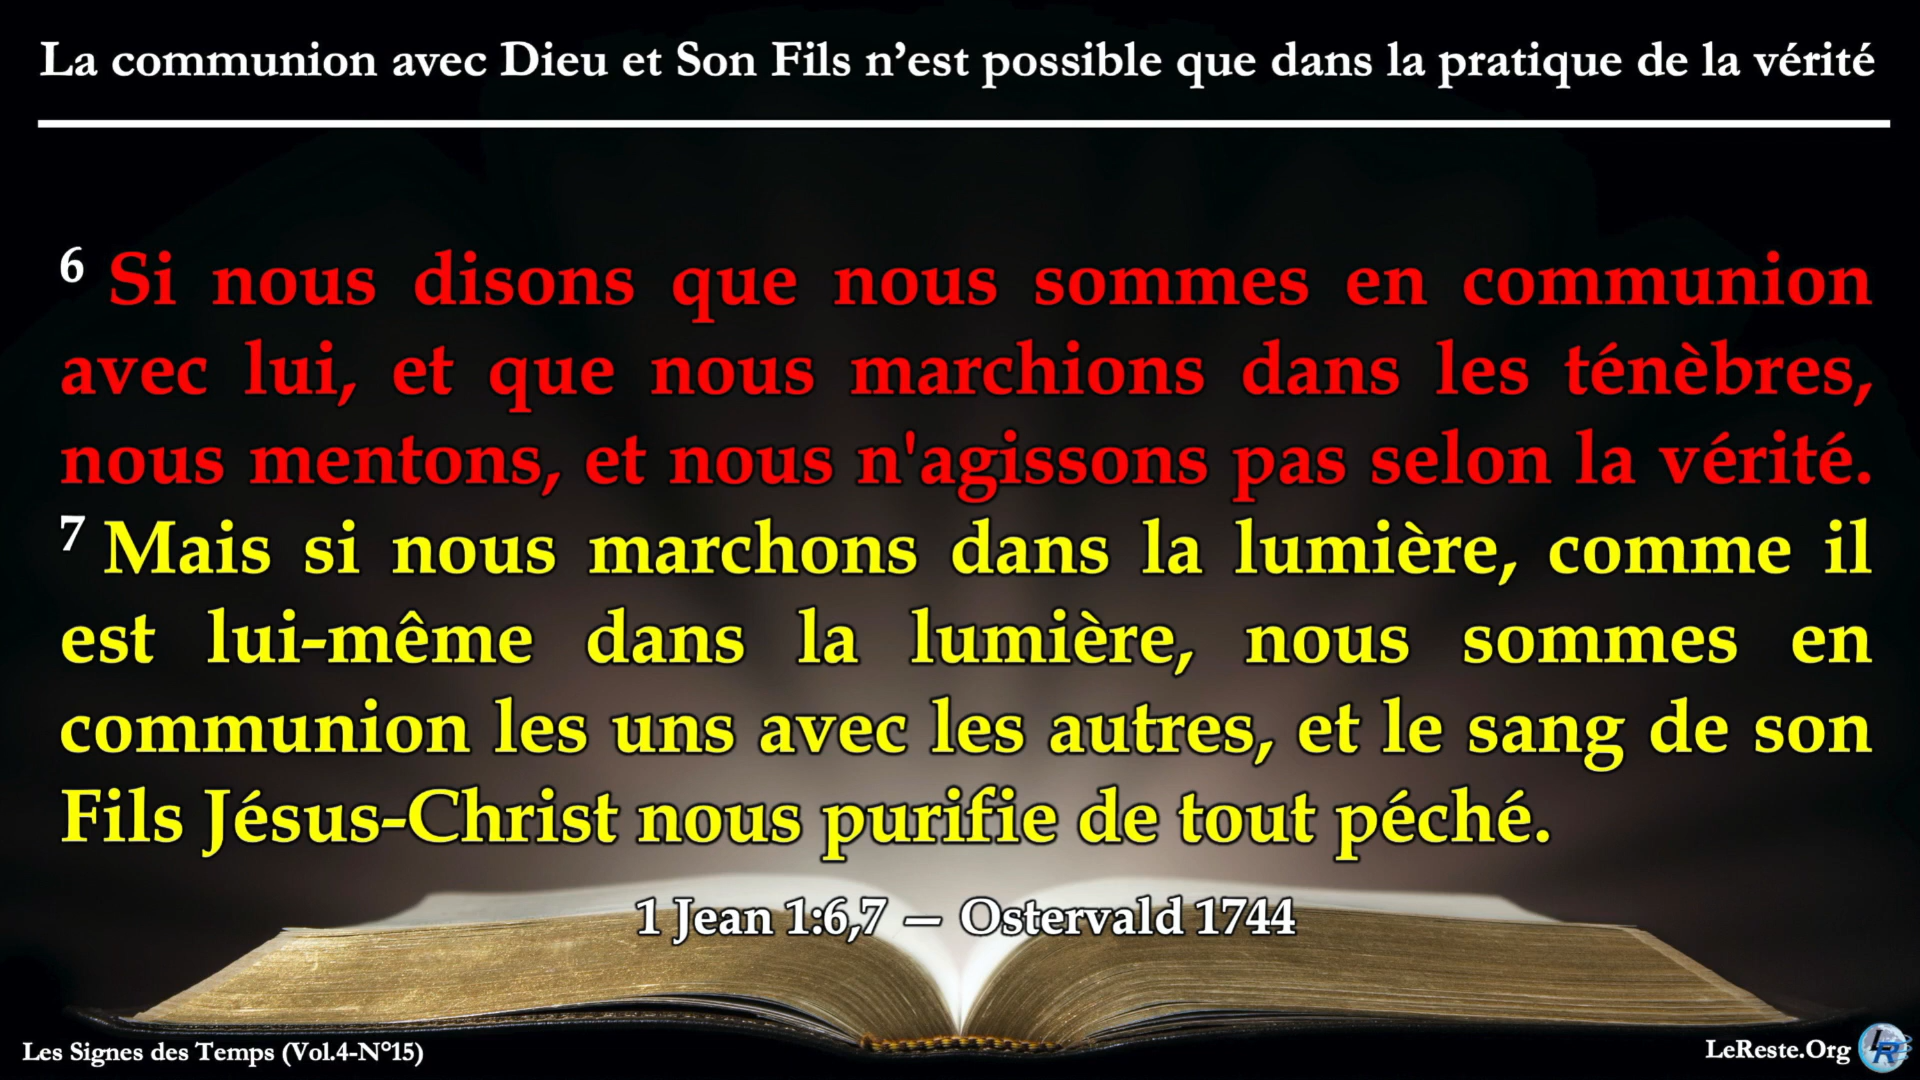 La communion avec Dieu et Son Fils n’est possible que dans la pratique de la vérité
6 Si nous disons que nous sommes en communion
avec lui, et que nous marchions dans les ténèbres,
nous mentons, et nous n'agissons pas selon la vérité.
7 Mais si nous marchons dans la lumière, comme il
est lui-même dans la lumière, nous sommes en
communion les uns avec les autres, et le sang de son
Fils Jésus-Christ nous purifie de tout péché.
1 Jean 1:6,7 — Ostervald 1744
Les Signes des Temps (Vol.4-N°15)
LeReste.Org LR